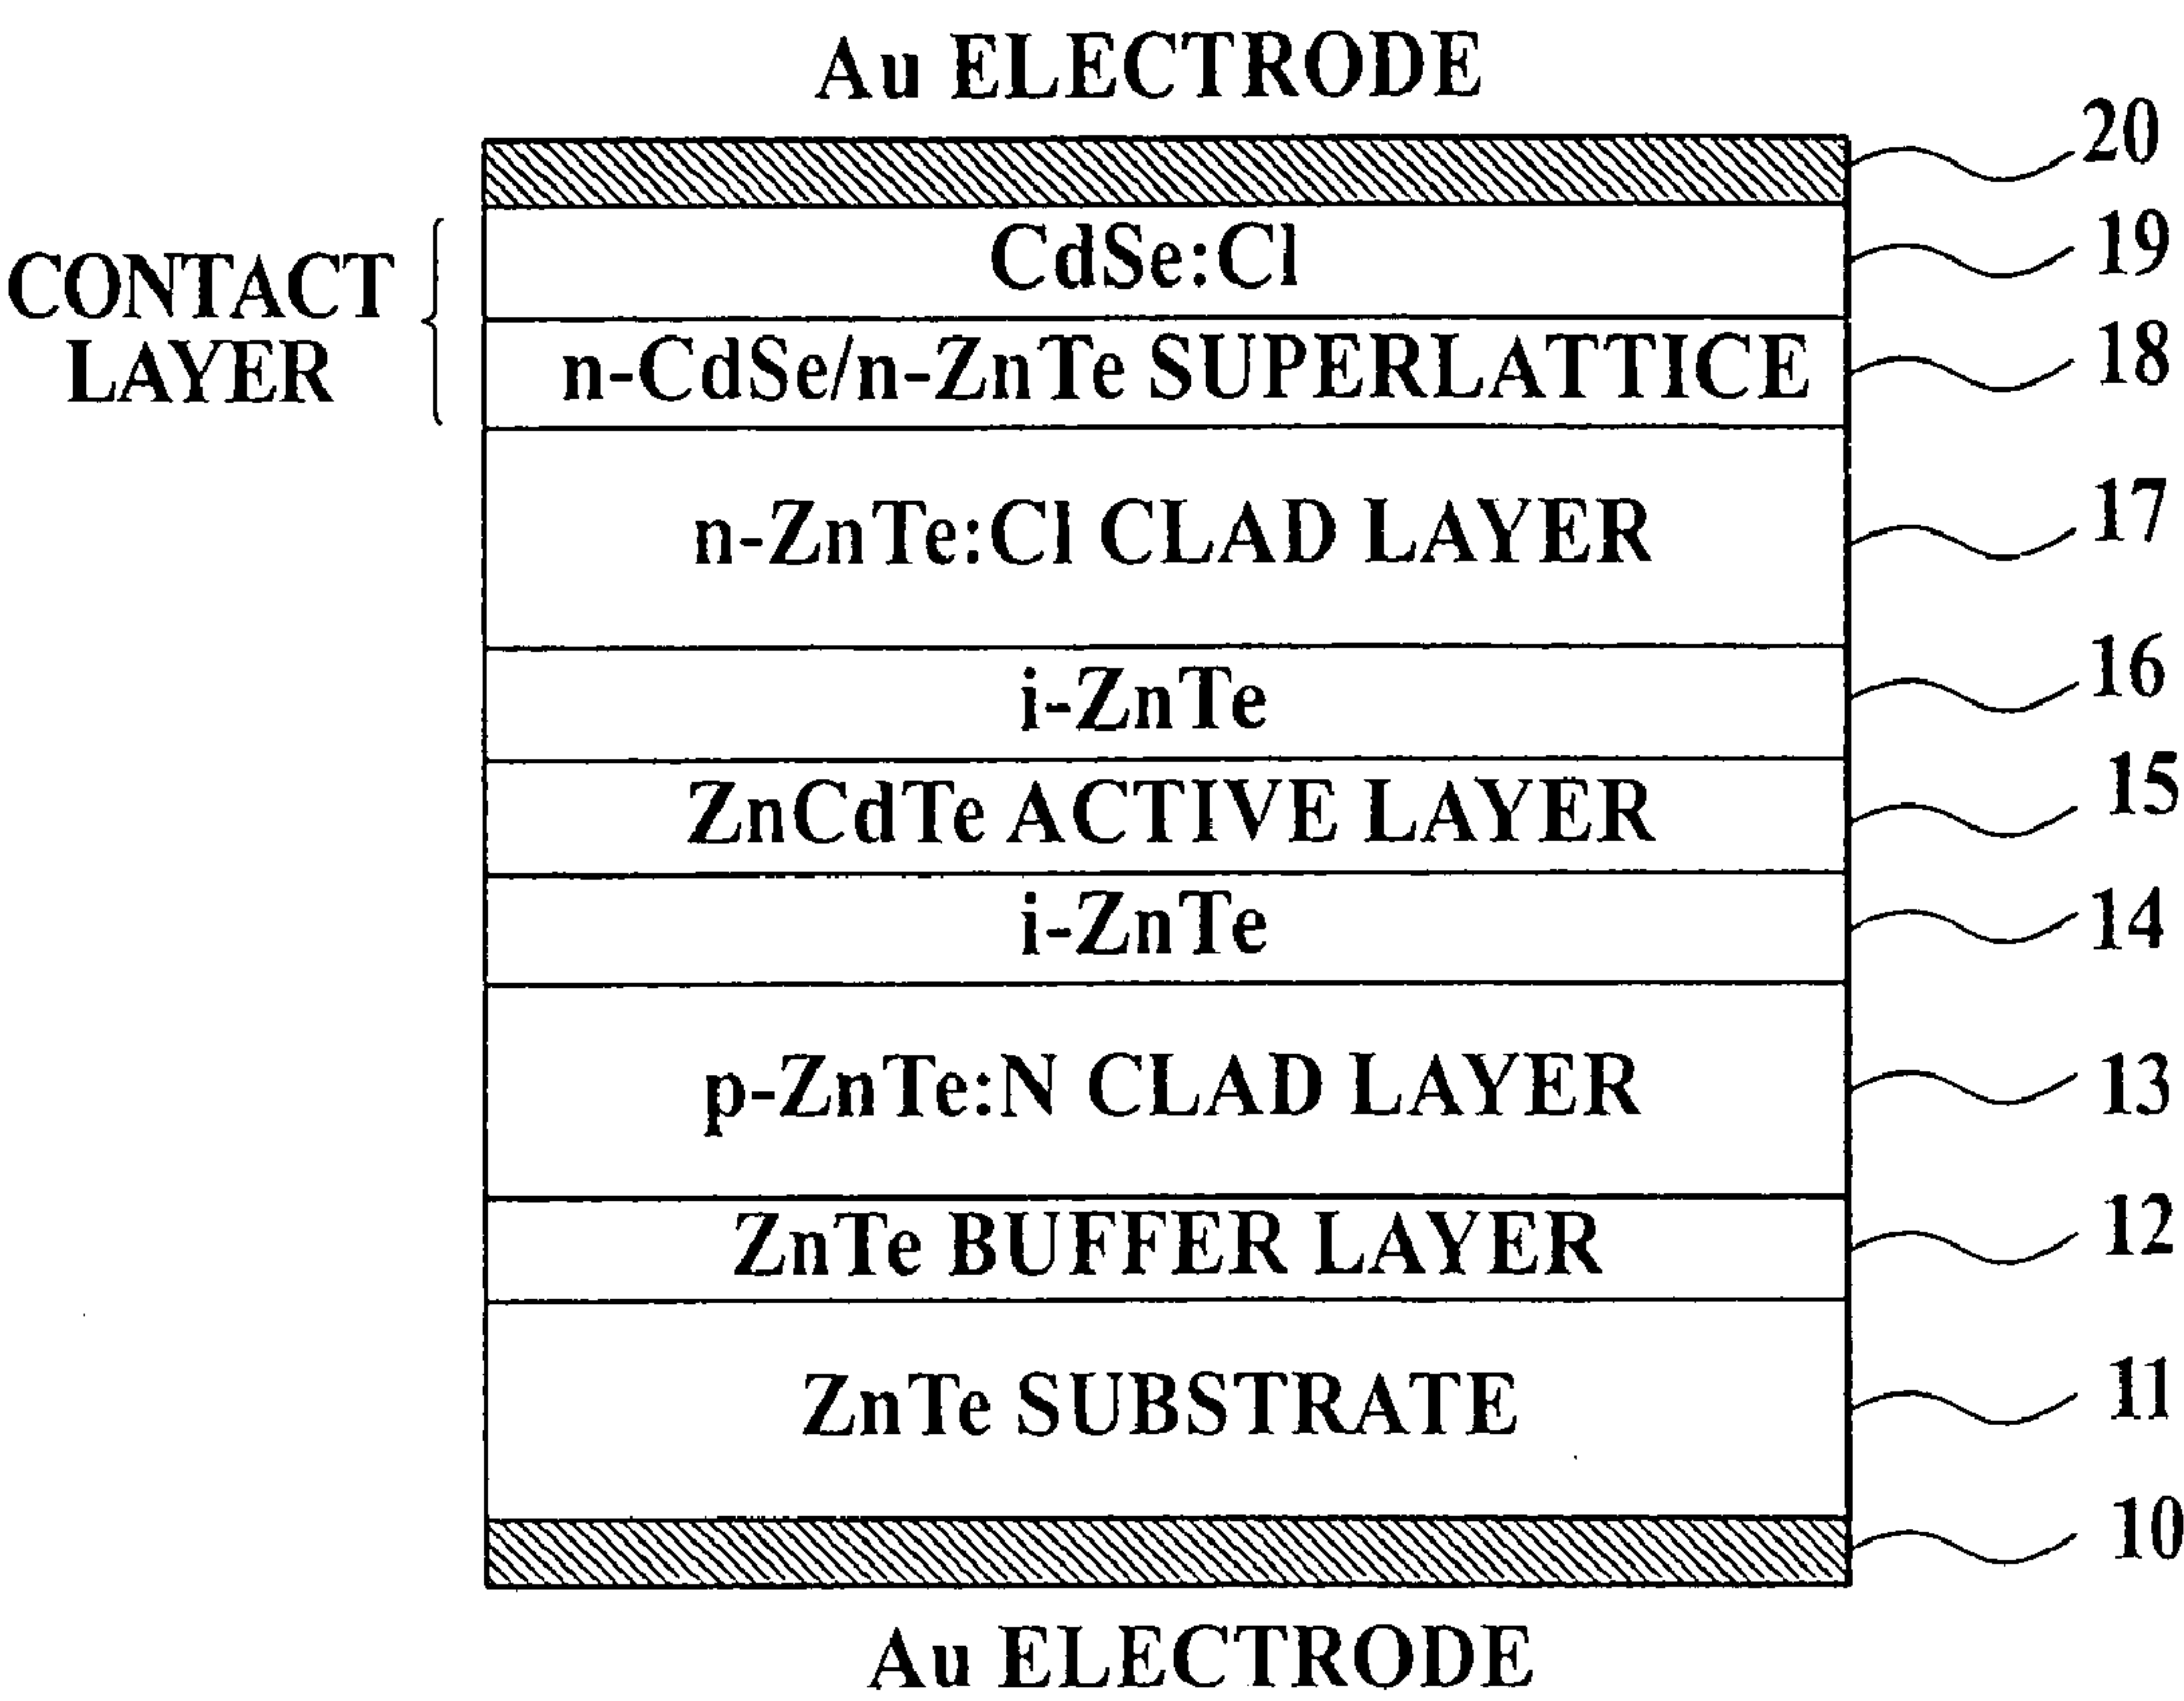 Au ELECTRODE
20
CdSe:Cl
19
CONTACT
LAYER
n-CdSe/n-ZnTe SUPERLATTICE
18
n-ZnTe:Cl CLAD LAYER
17
i-ZnTe
16
ZnCdTe ACTIVE LAYER
15
i-ZnTe
14
p-ZnTe:N CLAD LAYER
13
ZnTe BUFFER LAYER
12
ZnTe SUBSTRATE
11
10
Au ELECTRODE